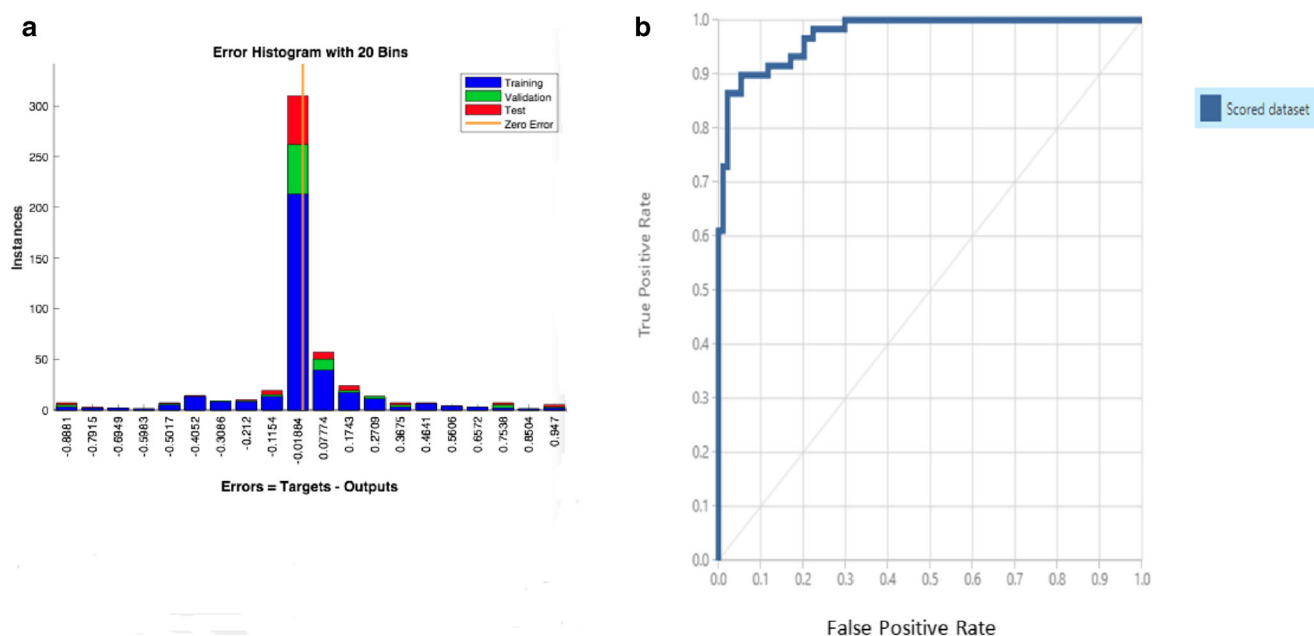 a
Error Histogram with 20 Bins
Training
Validation
Test
Zero Error
Instances
300
250
200
150
100
50
0
-0.8881
-0.7915
-0.6949
-0.5983
-0.5017
-0.4052
-0.3086
-0.212
-0.1154
-0.01884
0.07774
0.1743
0.2709
0.3675
0.4641
0.5606
0.6572
0.7538
0.8504
0.947
Errors = Targets - Outputs
b
True Positive Rate
1.0
0.9
0.8
0.7
0.6
0.5
0.4
0.3
0.2
0.1
0.0
0.0 0.1 0.2 0.3 0.4 0.5 0.6 0.7 0.8 0.9 1.0
False Positive Rate
Scored dataset